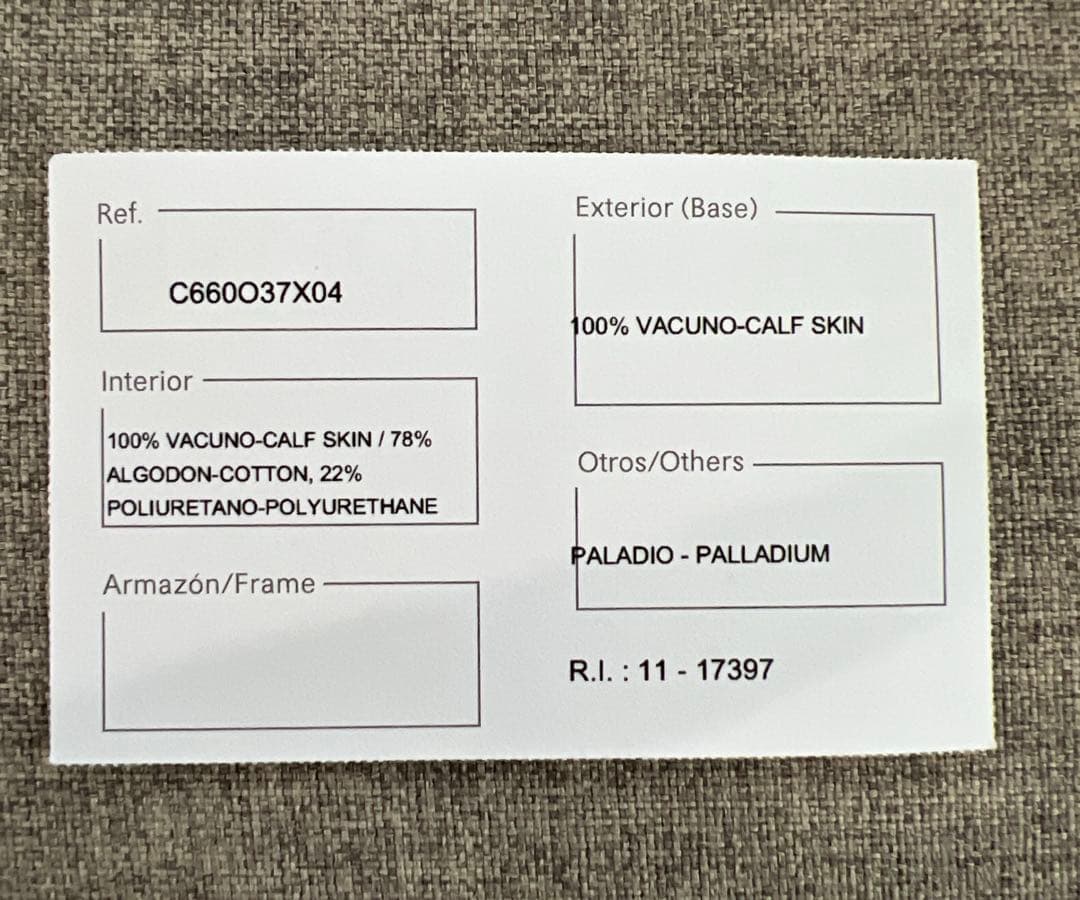 Ref.
C660O37X04
Interior
100% VACUNO-CALF SKIN / 78%
ALGODON-COTTON, 22%
POLIURETANO-POLYURETHANE
Armazón/Frame
Exterior (Base)
100% VACUNO-CALF SKIN
Otros/Others
PALADIO - PALLADIUM
R.I. : 11 - 17397